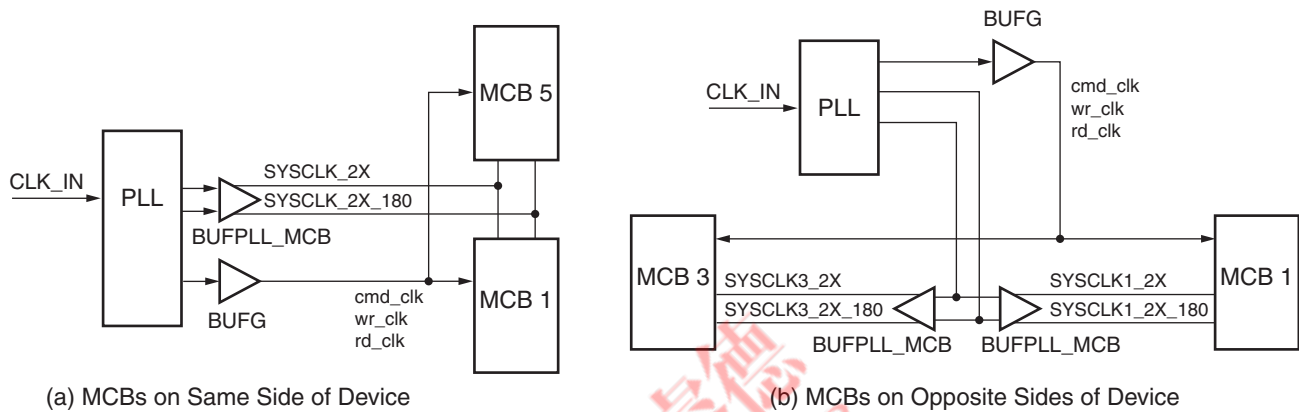 CLK_IN
PLL
SYSCLK_2X
SYSCLK_2X_180
BUFPLL_MCB
BUFG
cmd_clk
wr_clk
rd_clk
MCB 5
MCB 1
(a) MCBs on Same Side of Device
BUFG
CLK_IN
PLL
cmd_clk
wr_clk
rd_clk
MCB 3
SYSCLK3_2X
SYSCLK3_2X_180
BUFPLL_MCB
SYSCLK1_2X
SYSCLK1_2X_180
BUFPLL_MCB
MCB 1
(b) MCBs on Opposite Sides of Device